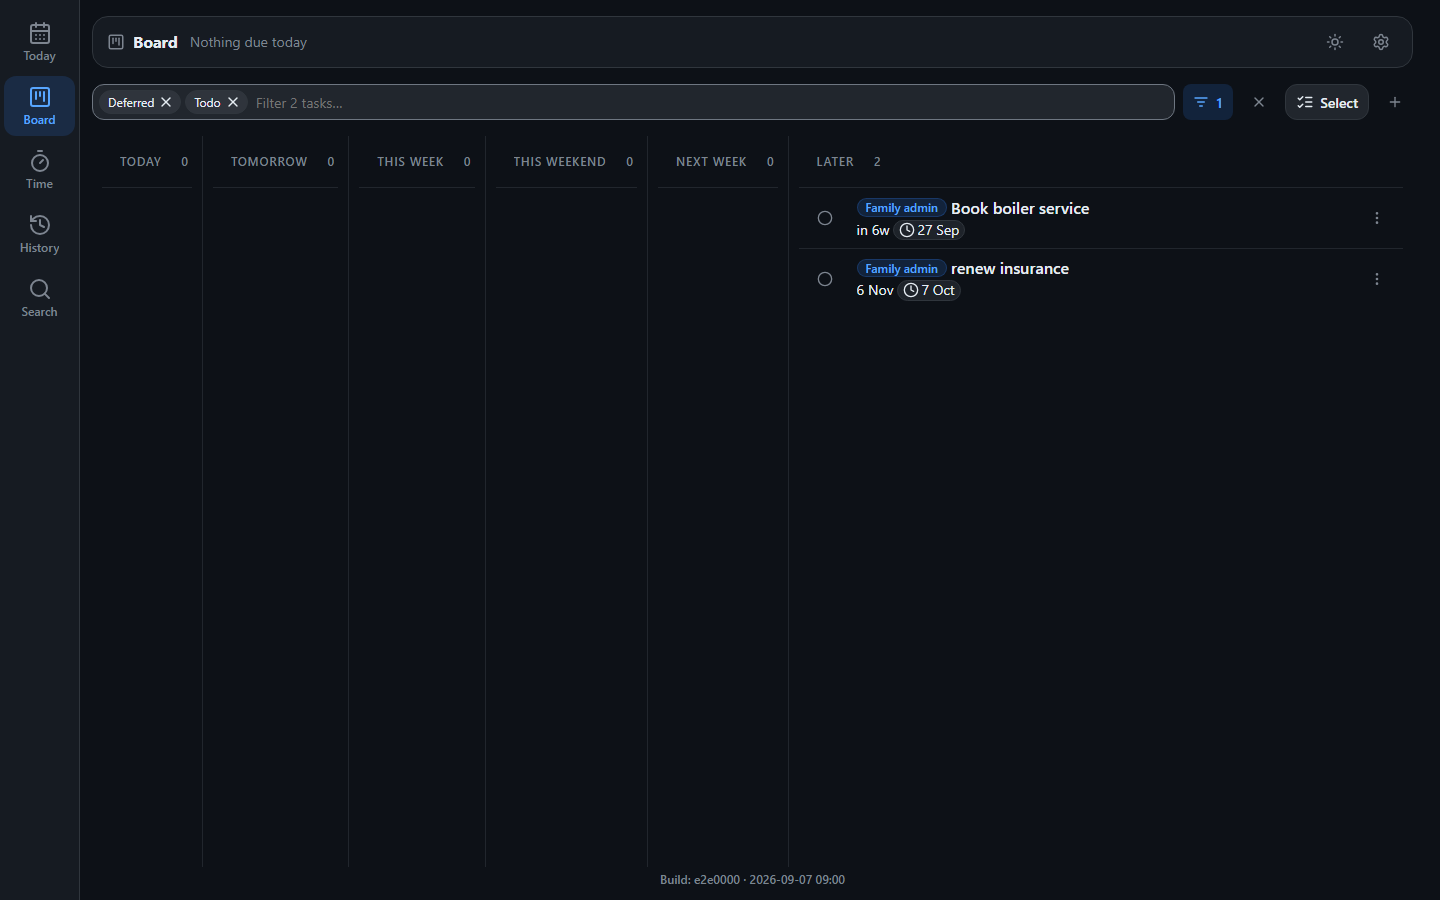 Today
Board
Time
History
Search
Board Nothing due today
Deferred Todo Filter 2 tasks... 1 Select
TODAY 0
TOMORROW 0
THIS WEEK 0
THIS WEEKEND 0
NEXT WEEK 0
LATER 2
Family admin Book boiler service
in 6w 27 Sep
Family admin renew insurance
6 Nov 7 Oct
Build: e2e0000 · 2026-09-07 09:00